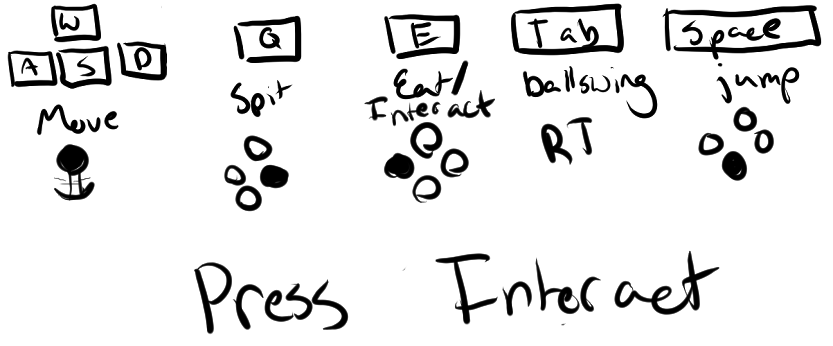 W
A S D
Move
Q
Spit
E
Eat/
Interact
Tab
ballswing
RT
Space
jump
Press Interact